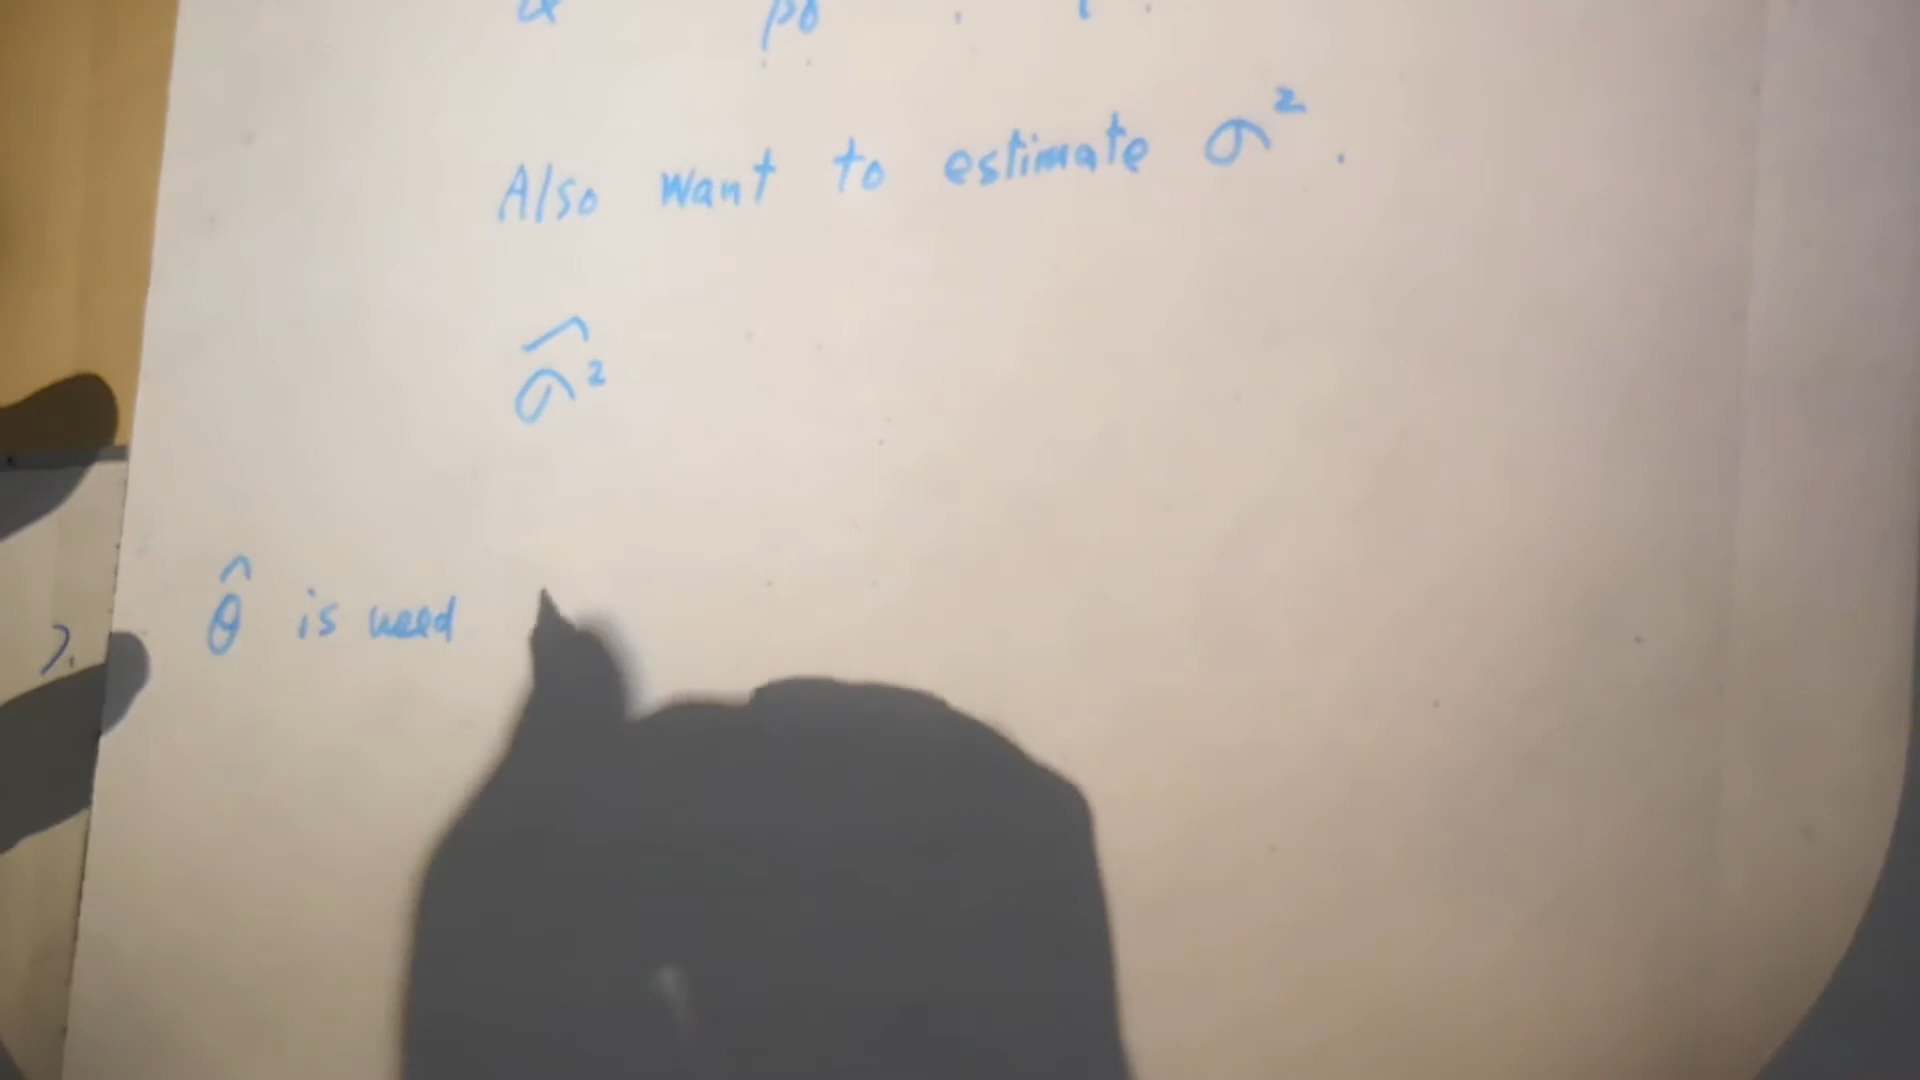 Also want to estimate σ².
σ̂²
θ̂ is used